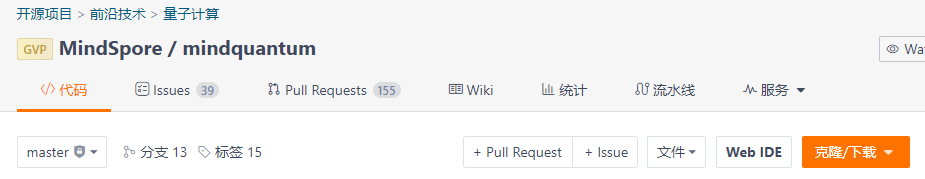 开源项目 > 前沿技术 > 量子计算
GVP MindSpore / mindquantum
</> 代码 Issues 39 Pull Requests 155 Wiki 统计 流水线 服务
master 分支 13 标签 15 + Pull Request + Issue 文件 Web IDE 克隆/下载